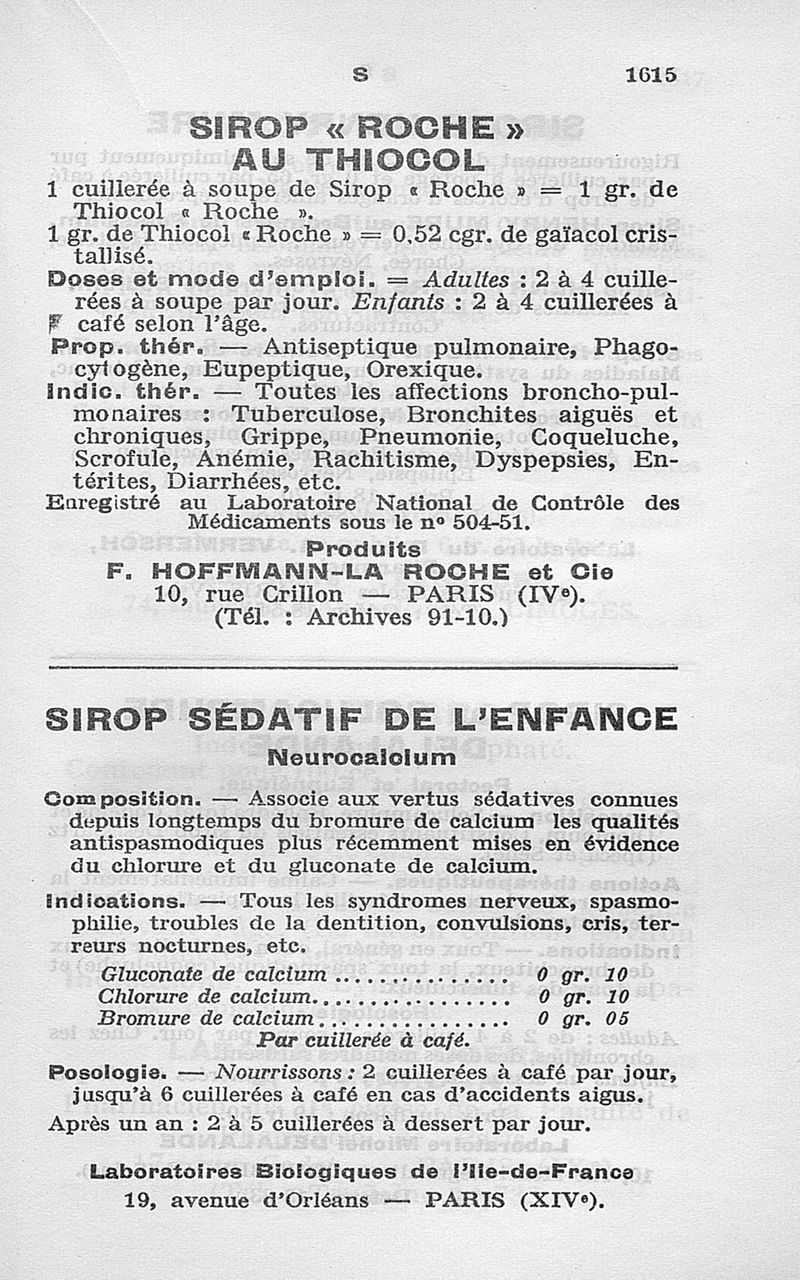 S 1615
SIROP « ROCHE »
AU THIOCOL
1 cuillerée à soupe de Sirop « Roche » = 1 gr. de
Thiocol « Roche ».
1 gr. de Thiocol « Roche » = 0,52 cgr. de gaïacol cris-
tallisé.
Doses et mode d'emploi. = Adultes : 2 à 4 cuille-
rées à soupe par jour. Enfants : 2 à 4 cuillerées à
café selon l'âge.
Prop. thér. — Antiseptique pulmonaire, Phago-
cytogène, Eupeptique, Orexique.
Indic. thér. — Toutes les affections broncho-pul-
monaires : Tuberculose, Bronchites aiguës et
chroniques, Grippe, Pneumonie, Coqueluche,
Scrofule, Anémie, Rachitisme, Dyspepsies, En-
térites, Diarrhées, etc.
Enregistré au Laboratoire National de Contrôle des
Médicaments sous le nº 504-51.
Produits
F. HOFFMANN-LA ROCHE et Cie
10, rue Crillon — PARIS (IVe).
(Tél. : Archives 91-10.)
SIROP SÉDATIF DE L'ENFANCE
Neurocalcium
Composition. — Associe aux vertus sédatives connues
depuis longtemps du bromure de calcium les qualités
antispasmodiques plus récemment mises en évidence
du chlorure et du gluconate de calcium.
Indications. — Tous les syndromes nerveux, spasmo-
philie, troubles de la dentition, convulsions, cris, ter-
reurs nocturnes, etc.
Gluconate de calcium ................ 0 gr. 10
Chlorure de calcium.................. 0 gr. 10
Bromure de calcium................. 0 gr. 05
Par cuillerée à café.
Posologie. — Nourrissons : 2 cuillerées à café par jour,
jusqu'à 6 cuillerées à café en cas d'accidents aigus.
Après un an : 2 à 5 cuillerées à dessert par jour.
Laboratoires Biologiques de l'Ile-de-France
19, avenue d'Orléans — PARIS (XIVe).